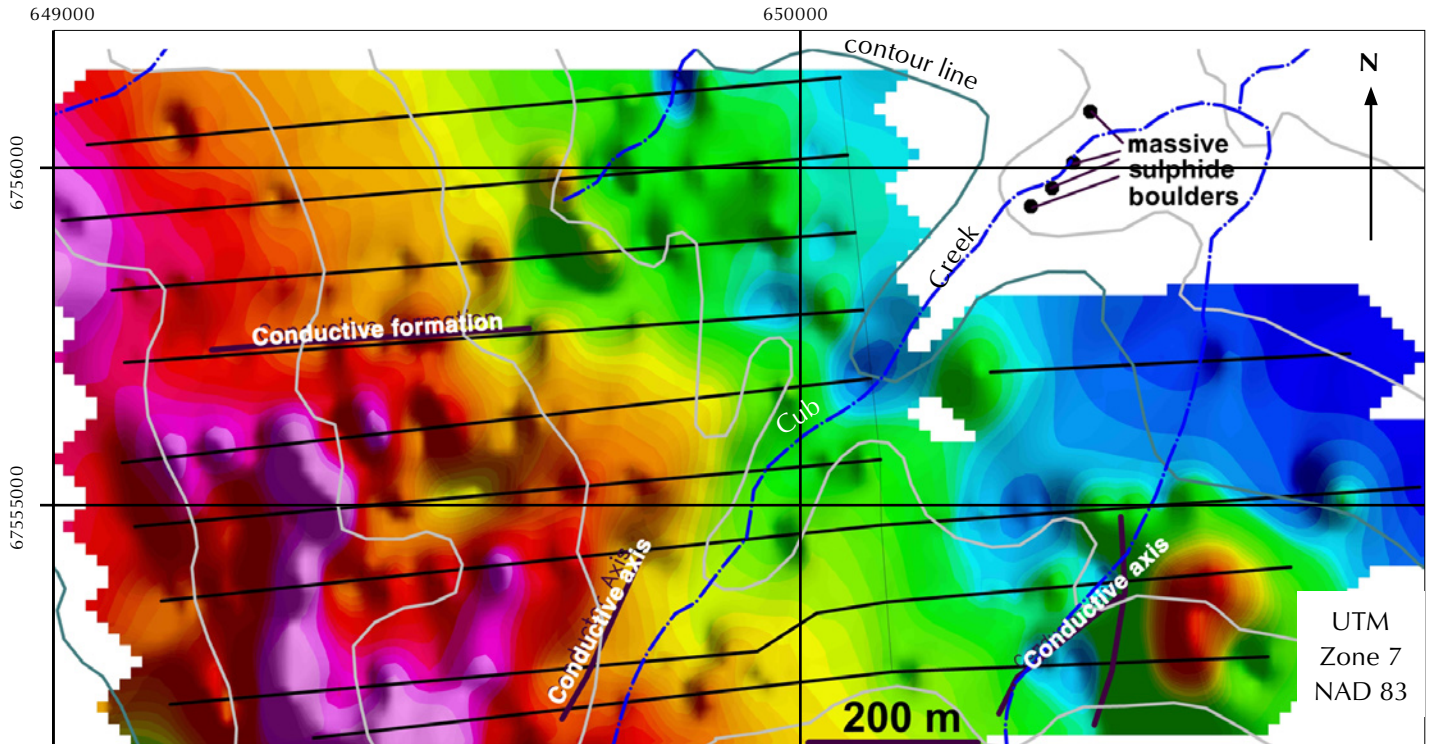 649000
650000
contour line
N
massive
sulphide
boulders
6756000
Creek
Conductive formation
Cub
6755000
Conductive axis
Conductive axis
UTM
Zone 7
NAD 83
200 m